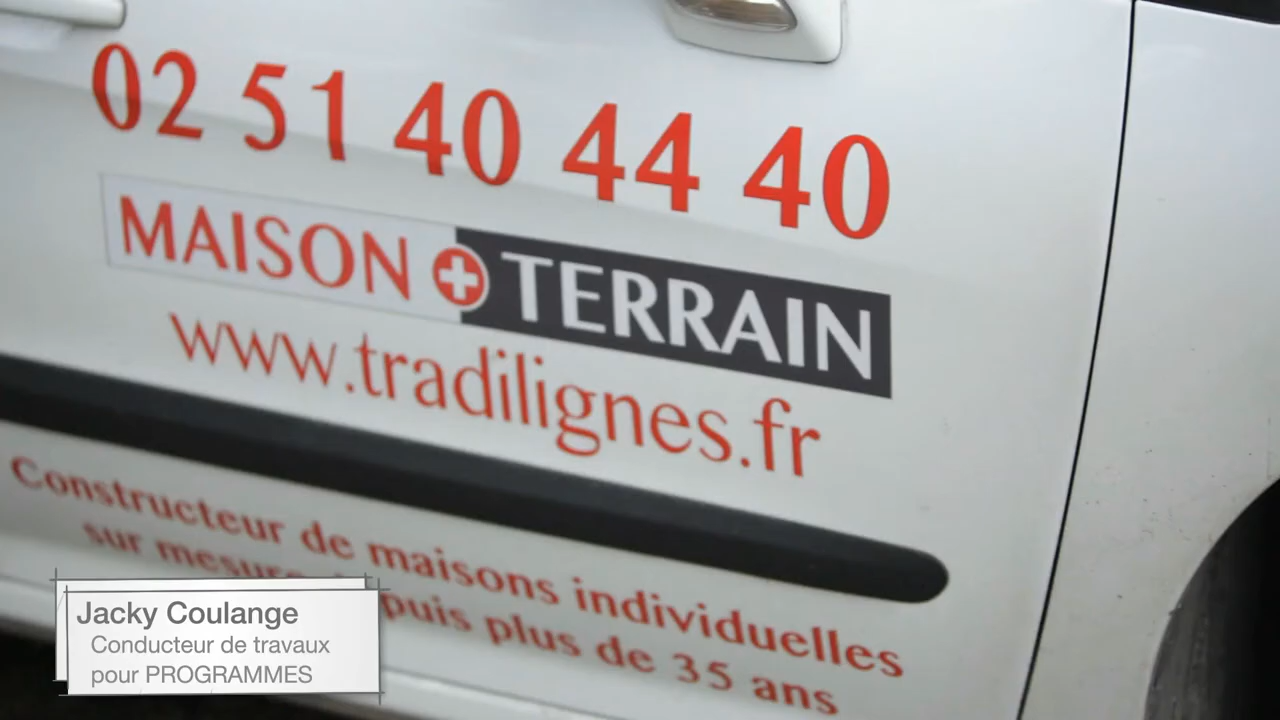 02 51 40 44 40
MAISON + TERRAIN
www.tradilignes.fr
Constructeur de maisons individuelles
sur mesure puis plus de 35 ans
Jacky Coulange
Conducteur de travaux
pour PROGRAMMES